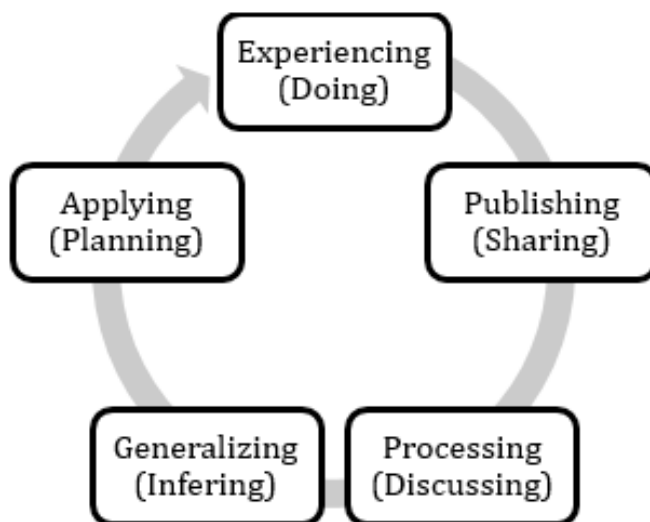 Experiencing
(Doing)
Publishing
(Sharing)
Processing
(Discussing)
Generalizing
(Infering)
Applying
(Planning)